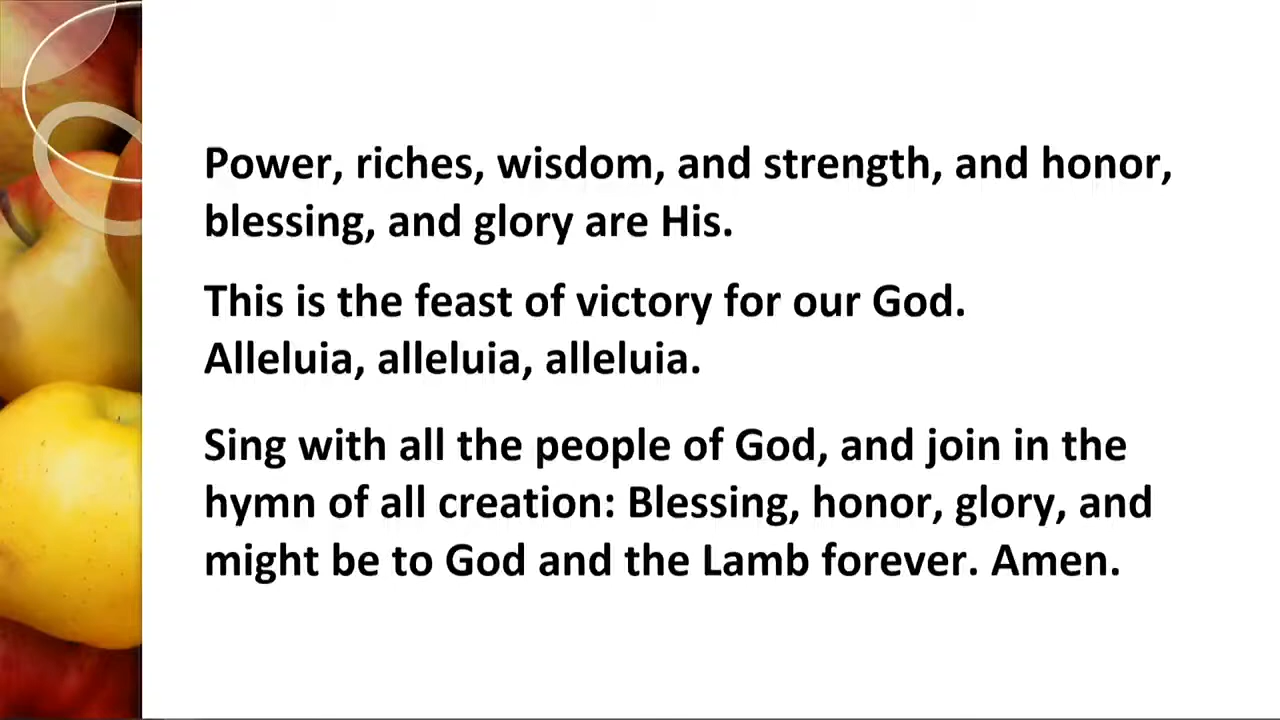 Power, riches, wisdom, and strength, and honor,
blessing, and glory are His.
This is the feast of victory for our God.
Alleluia, alleluia, alleluia.
Sing with all the people of God, and join in the
hymn of all creation: Blessing, honor, glory, and
might be to God and the Lamb forever. Amen.